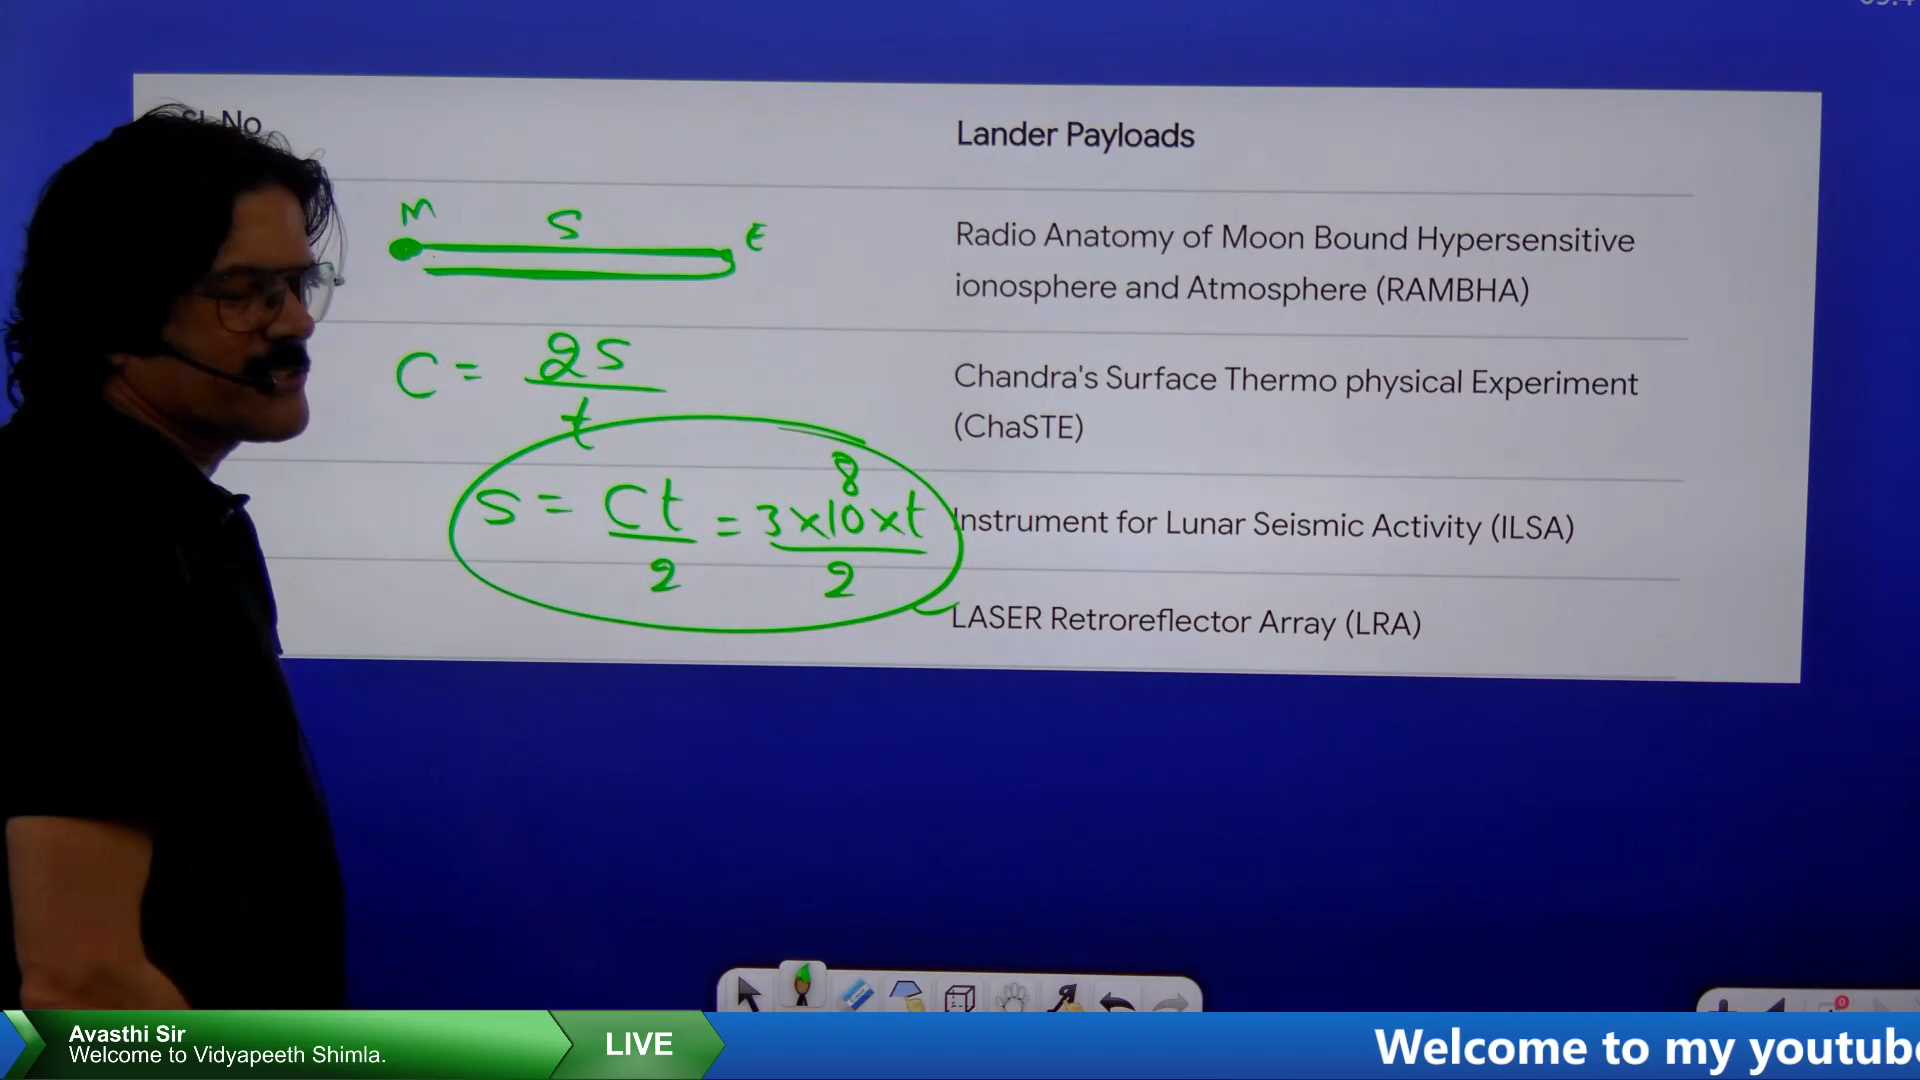 Sl.No
Lander Payloads
M
S
E
Radio Anatomy of Moon Bound Hypersensitive
ionosphere and Atmosphere (RAMBHA)
C = 2S
t
Chandra's Surface Thermo physical Experiment
(ChaSTE)
S = Ct = 3×10⁸×t
2 2
Instrument for Lunar Seismic Activity (ILSA)
LASER Retroreflector Array (LRA)
Avasthi Sir
Welcome to Vidyapeeth Shimla.
LIVE
Welcome to my youtub